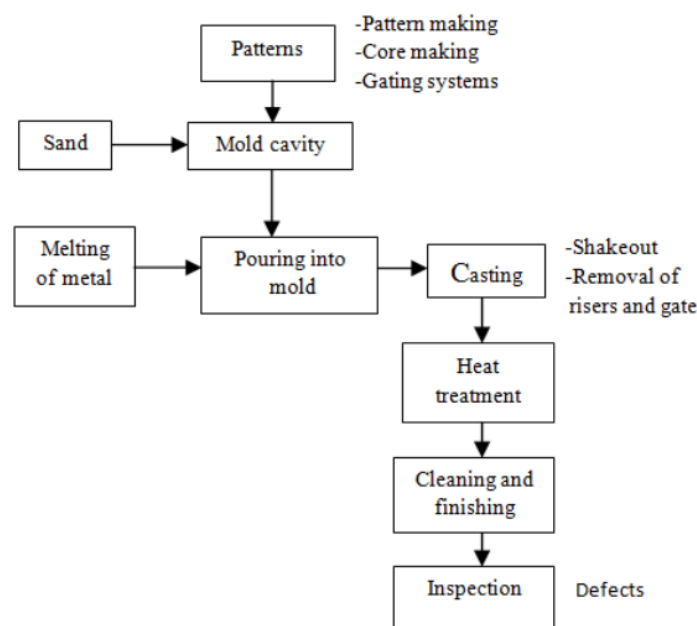 Patterns
-Pattern making
-Core making
-Gating systems
Sand
Mold cavity
Melting
of metal
Pouring into
mold
Casting
-Shakeout
-Removal of
risers and gate
Heat
treatment
Cleaning and
finishing
Inspection
Defects